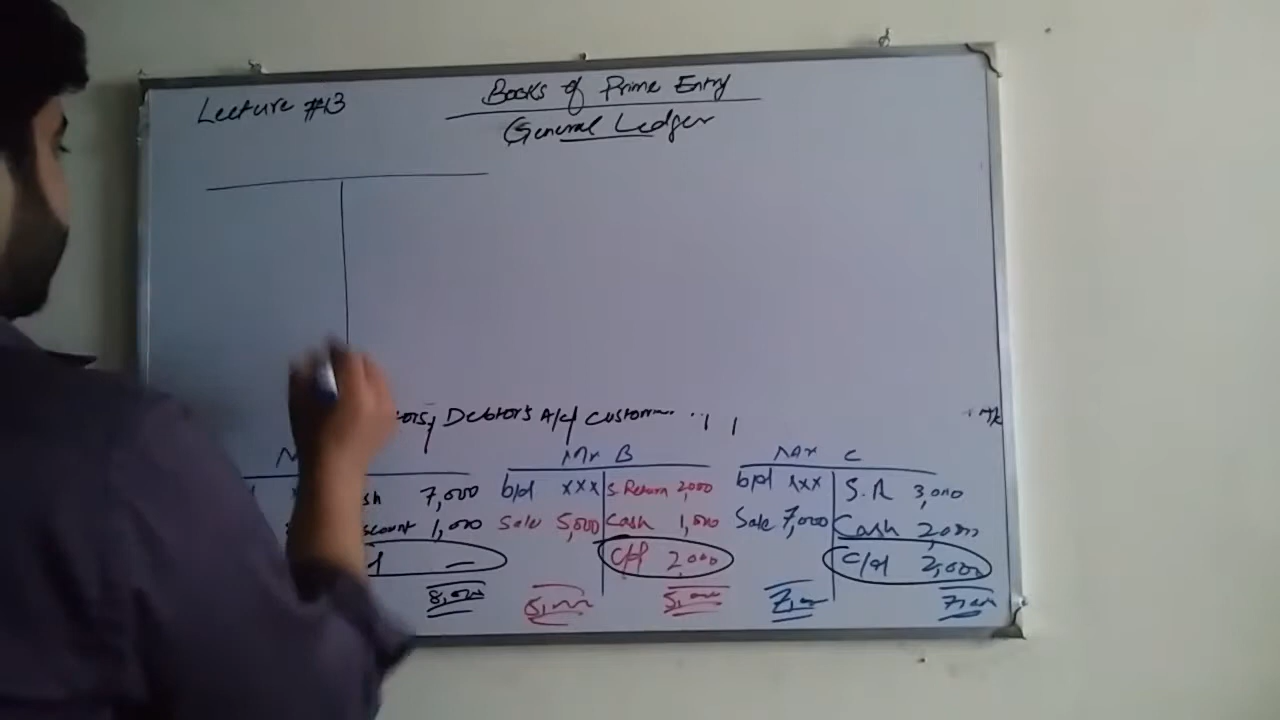 Lecture #13
Books of Prime Entry
General Ledger
Debtors A/c/
Mr B
C
7,000
b/d xxx S. Return 2,000
b/d xxx S.R 3,000
1,000
Sale 5,000 Cash 1,000
Sale 7,000 Cash 2,000
c/d 2,000
c/d 2,000
8,000
5,000
5,000
7,000
7,000